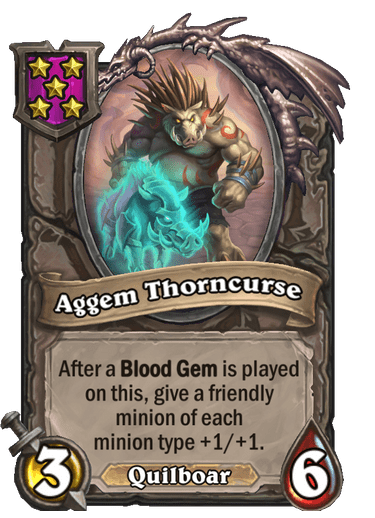 Aggem Thorncurse
After a Blood Gem is played
on this, give a friendly
minion of each
minion type +1/+1.
3
Quilboar
6